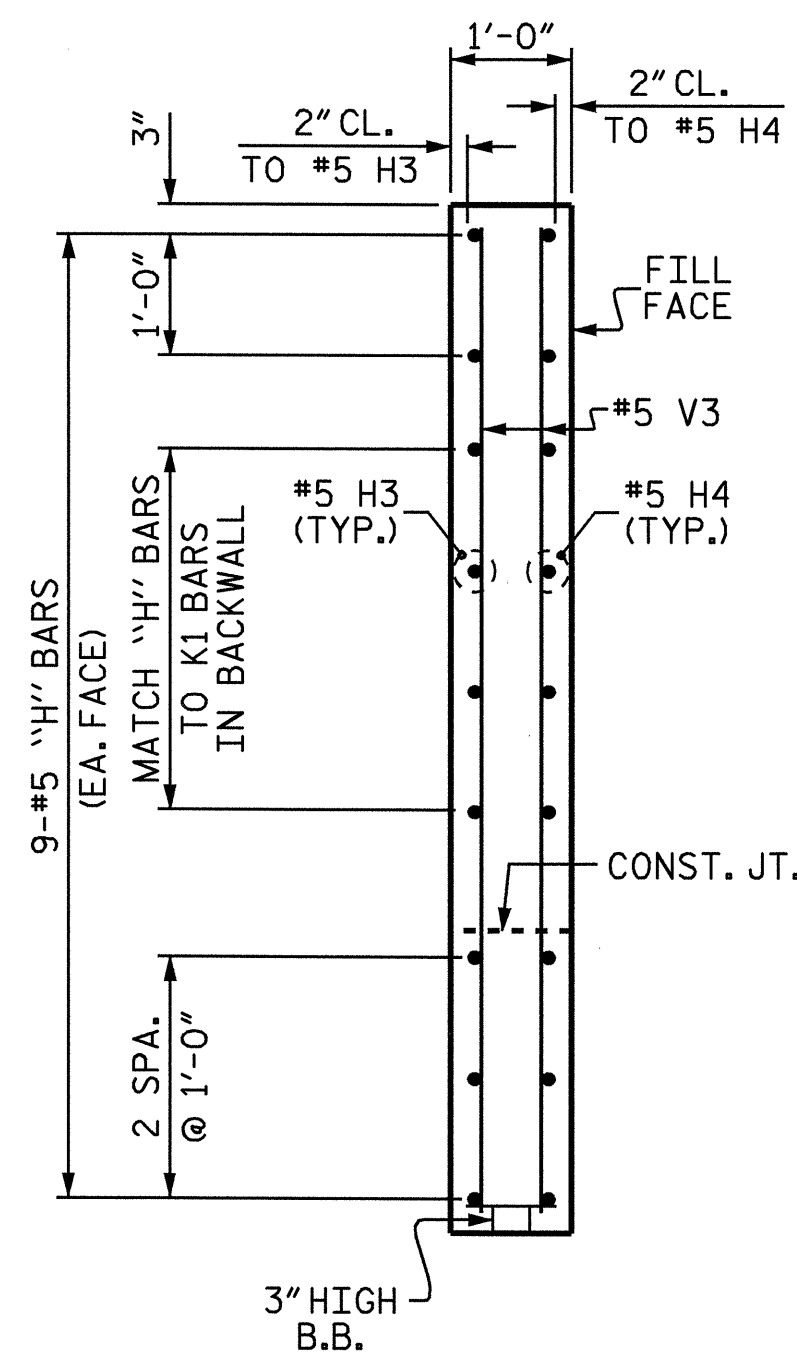 1'-0"
2" CL.
TO #5 H4
2" CL.
TO #5 H3
3"
1'-0"
FILL
FACE
#5 V3
#5 H3
(TYP.)
#5 H4
(TYP.)
MATCH "H" BARS
TO K1 BARS
IN BACKWALL
9-#5 "H" BARS
(EA. FACE)
CONST. JT.
2 SPA.
@ 1'-0"
3" HIGH
B.B.